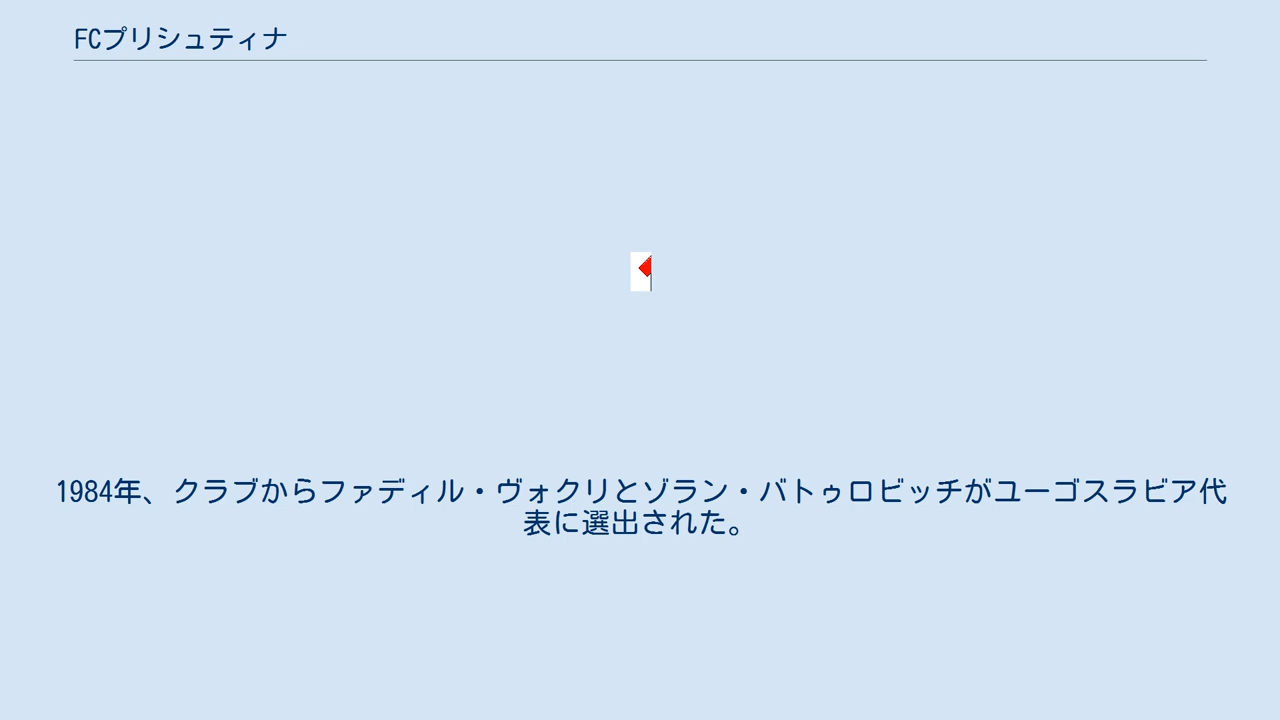 FCプリシュティナ
1984年、クラブからファディル・ヴォクリとゾラン・バトゥロビッチがユーゴスラビア代
表に選出された。